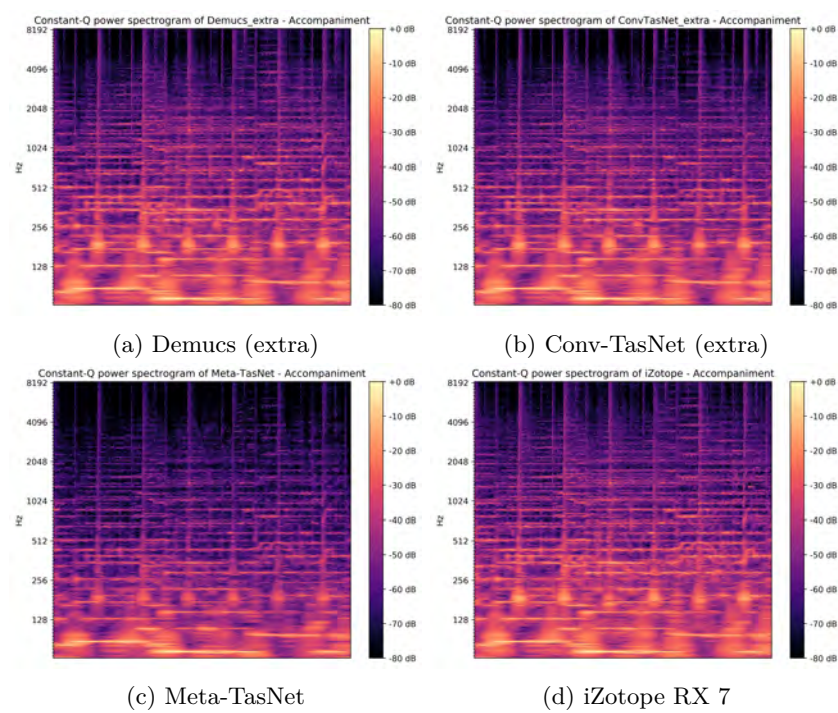 Constant-Q power spectrogram of Demucs_extra - Accompaniment
8192
4096
2048
1024
512
256
128
Hz
+0 dB
-10 dB
-20 dB
-30 dB
-40 dB
-50 dB
-60 dB
-70 dB
-80 dB
(a) Demucs (extra)
Constant-Q power spectrogram of ConvTasNet_extra - Accompaniment
8192
4096
2048
1024
512
256
128
Hz
+0 dB
-10 dB
-20 dB
-30 dB
-40 dB
-50 dB
-60 dB
-70 dB
-80 dB
(b) Conv-TasNet (extra)
Constant-Q power spectrogram of Meta-TasNet - Accompaniment
8192
4096
2048
1024
512
256
128
Hz
+0 dB
-10 dB
-20 dB
-30 dB
-40 dB
-50 dB
-60 dB
-70 dB
-80 dB
(c) Meta-TasNet
Constant-Q power spectrogram of iZotope - Accompaniment
8192
4096
2048
1024
512
256
128
Hz
+0 dB
-10 dB
-20 dB
-30 dB
-40 dB
-50 dB
-60 dB
-70 dB
-80 dB
(d) iZotope RX 7